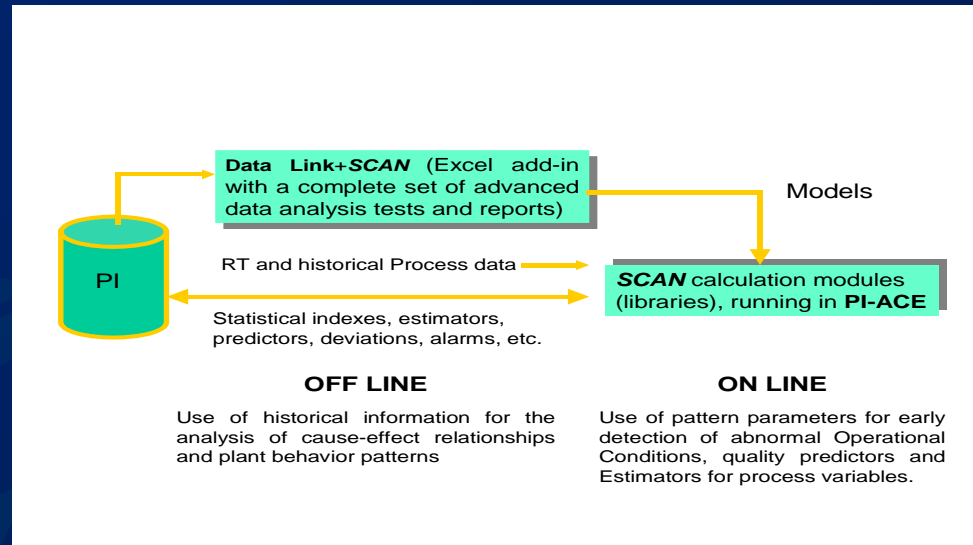 Data Link+SCAN (Excel add-in
with a complete set of advanced
data analysis tests and reports)
Models
PI
RT and historical Process data
SCAN calculation modules
(libraries), running in PI-ACE
Statistical indexes, estimators,
predictors, deviations, alarms, etc.
OFF LINE
Use of historical information for the
analysis of cause-effect relationships
and plant behavior patterns
ON LINE
Use of pattern parameters for early
detection of abnormal Operational
Conditions, quality predictors and
Estimators for process variables.